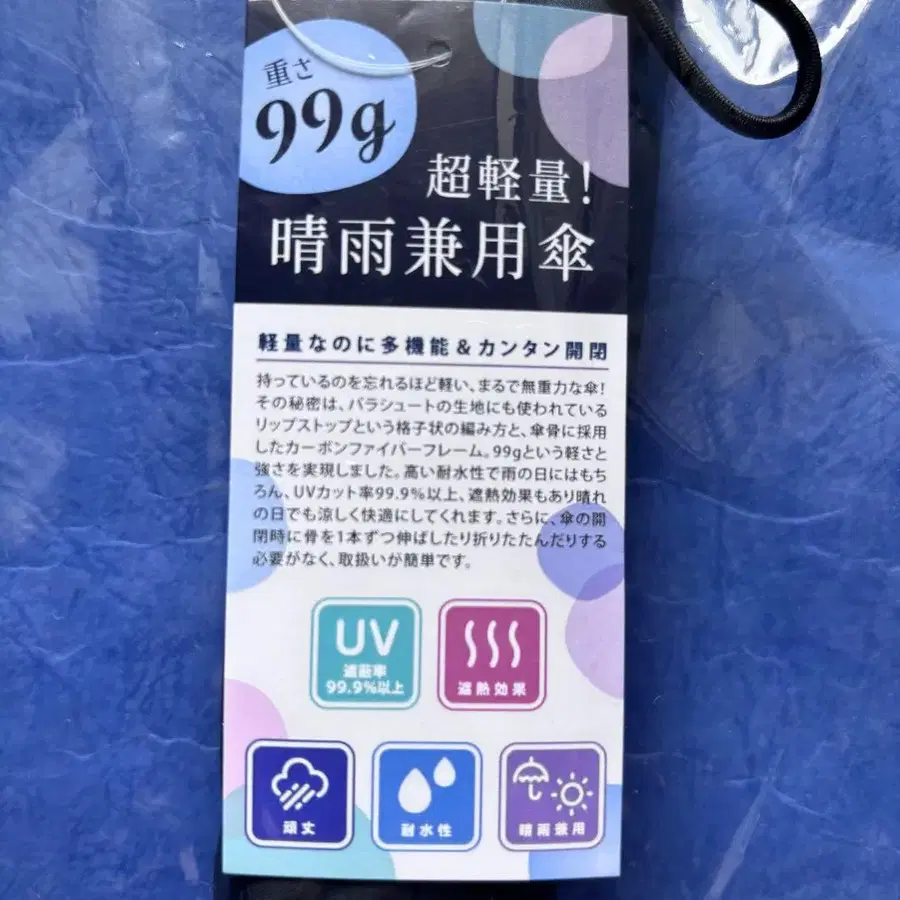 重さ
99g
超軽量!
晴雨兼用傘
軽量なのに多機能&カンタン開閉
持っているのを忘れるほど軽い、まるで無重力な傘!
その秘密は、パラシュートの生地にも使われている
リップストップという格子状の編み方と、傘骨に採用
したカーボンファイバーフレーム。99gという軽さと
強さを実現しました。高い耐水性で雨の日にはもち
ろん、UVカット率99.9%以上、遮熱効果もあり晴れ
の日でも涼しく快適にしてくれます。さらに、傘の開
閉時に骨を1本ずつ伸ばしたり折りたたんだりする
必要がなく、取扱いが簡単です。
UV
遮蔽率
99.9%以上
遮熱効果
頑丈
耐水性
晴雨兼用